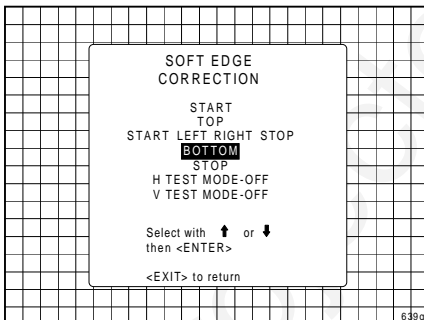 SOFT EDGE
CORRECTION
START
TOP
START LEFT RIGHT STOP
BOTTOM
STOP
H TEST MODE-OFF
V TEST MODE-OFF
Select with ⬆ or ⬇
then <ENTER>
<EXIT> to return
639g